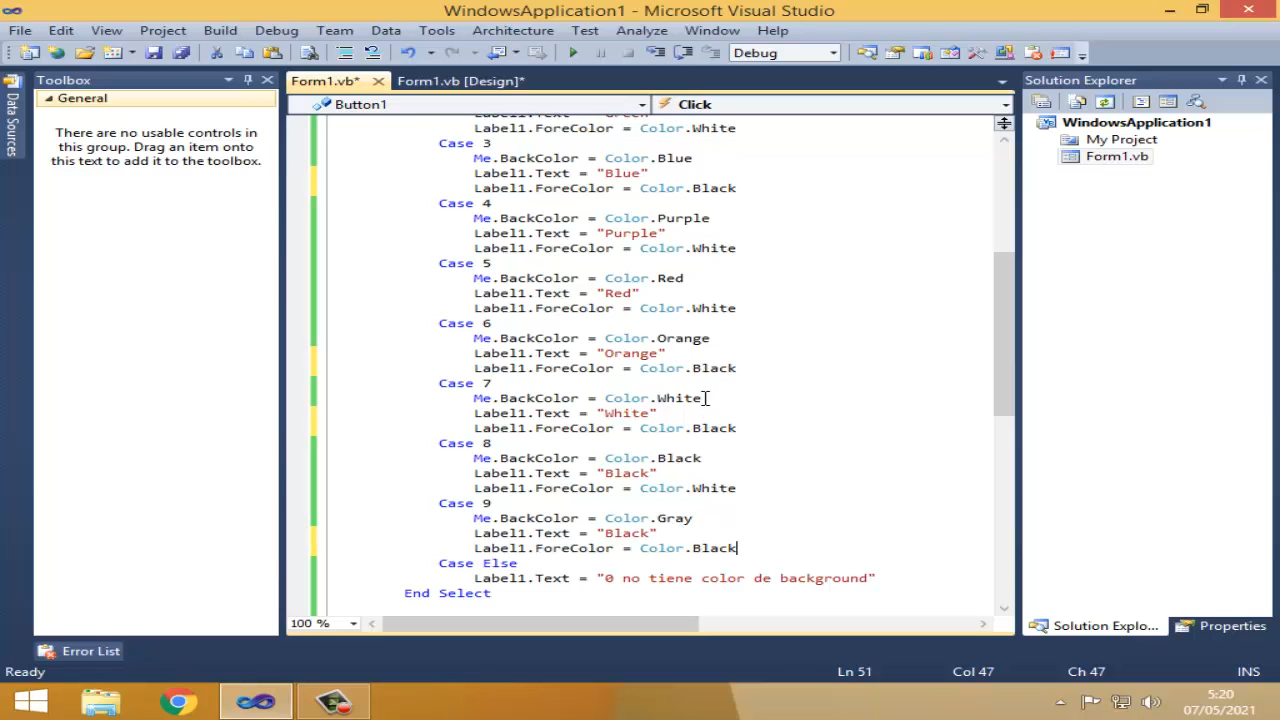 WindowsApplication1 - Microsoft Visual Studio
File Edit View Project Build Debug Team Data Tools Architecture Test Analyze Window Help
Debug
Toolbox
General
There are no usable controls in
this group. Drag an item onto
this text to add it to the toolbox.
Data Sources
Form1.vb*
Form1.vb [Design]*
Button1
Click
Label1.ForeColor = Color.White
Case 3
Me.BackColor = Color.Blue
Label1.Text = "Blue"
Label1.ForeColor = Color.Black
Case 4
Me.BackColor = Color.Purple
Label1.Text = "Purple"
Label1.ForeColor = Color.White
Case 5
Me.BackColor = Color.Red
Label1.Text = "Red"
Label1.ForeColor = Color.White
Case 6
Me.BackColor = Color.Orange
Label1.Text = "Orange"
Label1.ForeColor = Color.Black
Case 7
Me.BackColor = Color.White
Label1.Text = "White"
Label1.ForeColor = Color.Black
Case 8
Me.BackColor = Color.Black
Label1.Text = "Black"
Label1.ForeColor = Color.White
Case 9
Me.BackColor = Color.Gray
Label1.Text = "Black"
Label1.ForeColor = Color.Black
Case Else
Label1.Text = "0 no tiene color de background"
End Select
100 %
Solution Explorer
WindowsApplication1
My Project
Form1.vb
Solution Explo...
Properties
Error List
Ready
Ln 51
Col 47
Ch 47
INS
5:20
07/05/2021